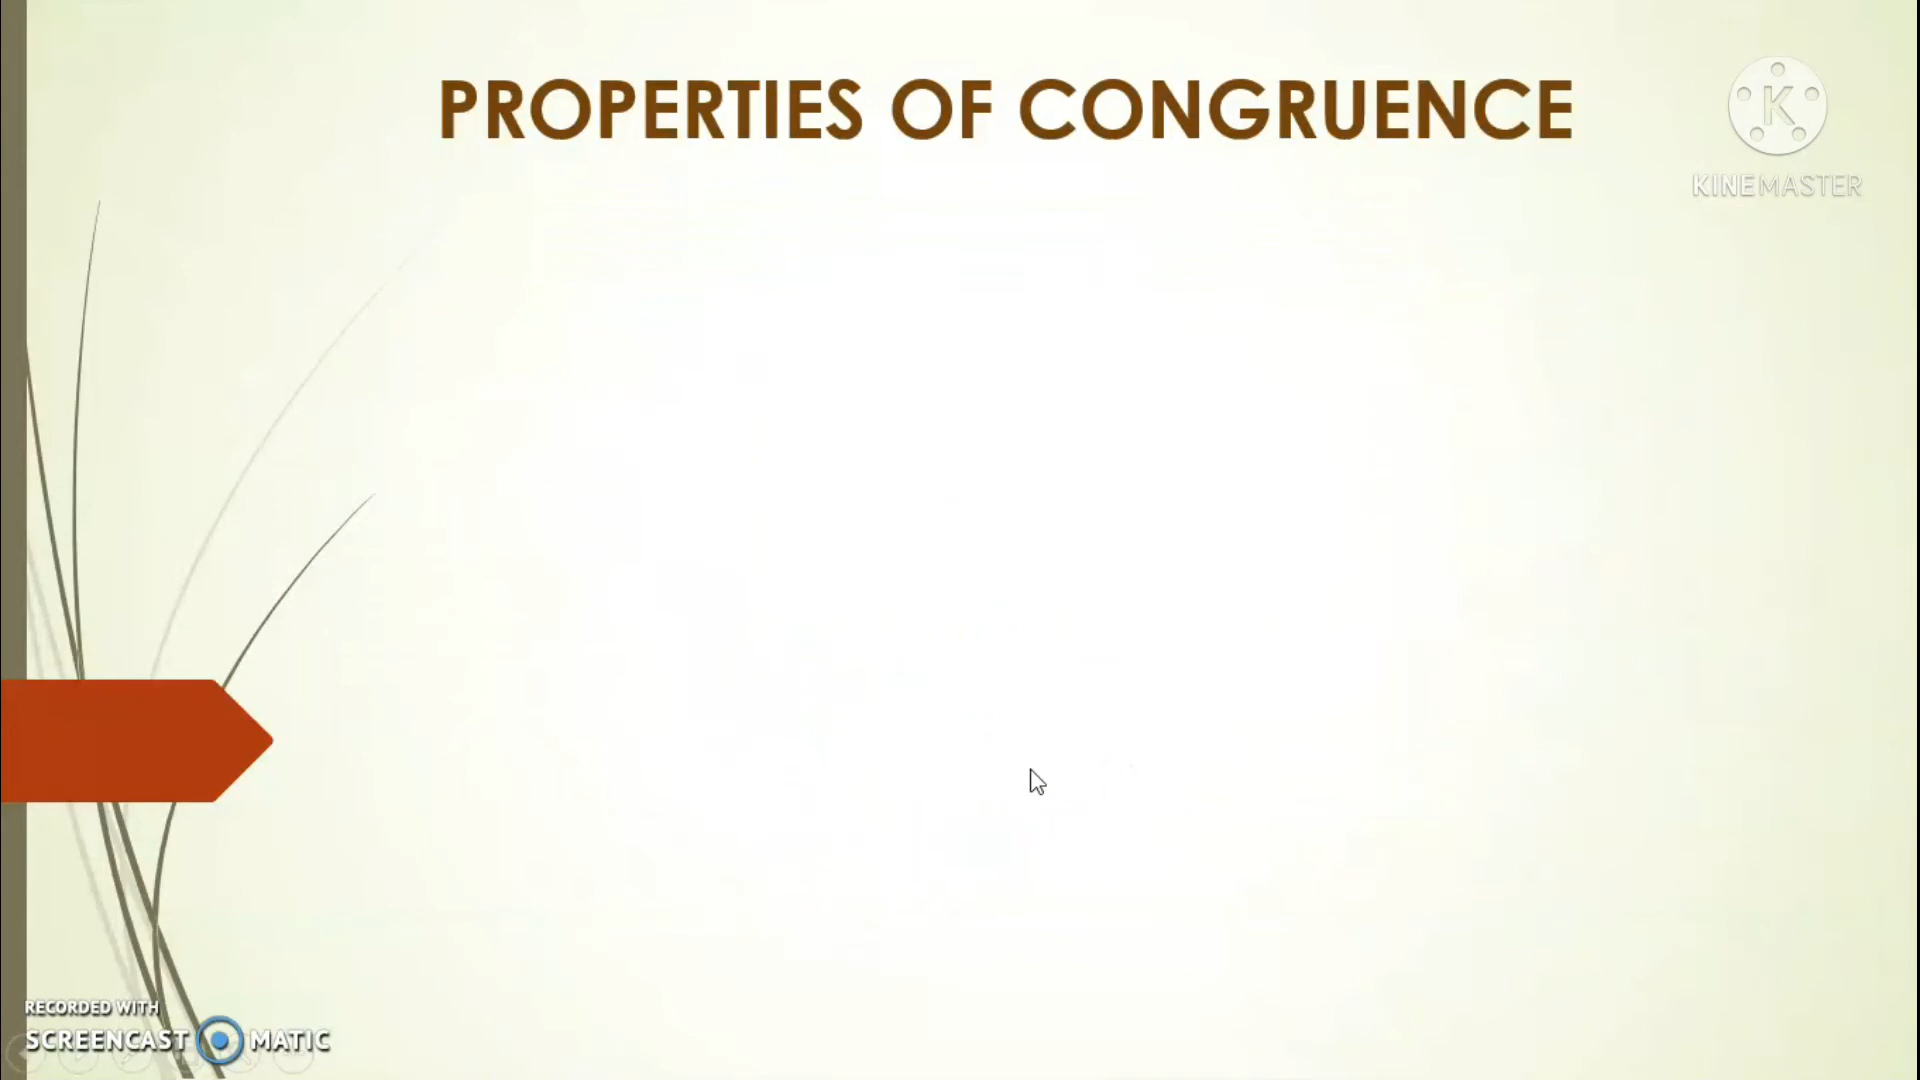 PROPERTIES OF CONGRUENCE
K
KINEMASTER
RECORDED WITH
SCREENCAST MATIC